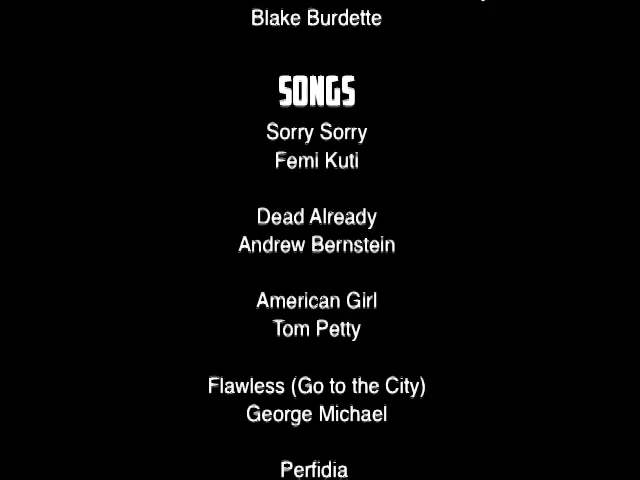 Blake Burdette
SONGS
Sorry Sorry
Femi Kuti
Dead Already
Andrew Bernstein
American Girl
Tom Petty
Flawless (Go to the City)
George Michael
Perfidia